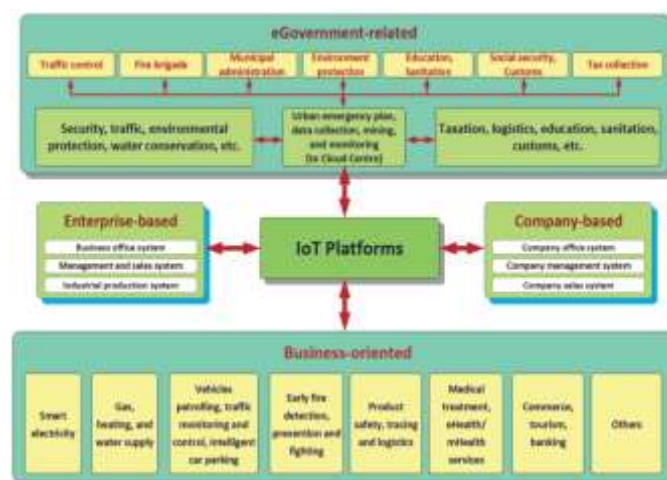 eGovernment-related
Traffic control
Fire brigade
Municipal
administration
Environment
protection
Education,
Sanitation
Social security,
Customs
Tax collection
Security, traffic, environmental
protection, water conservation, etc.
Urban emergency plan,
data collection, mining,
and monitoring
(to Cloud Centre)
Taxation, logistics, education, sanitation,
customs, etc.
Enterprise-based
Business office system
Management and sales system
Industrial production system
IoT Platforms
Company-based
Company office system
Company management system
Company sales system
Business-oriented
Smart
electricity
Gas,
heating, and
water supply
Vehicles
patrolling, traffic
monitoring and
control, intelligent
car parking
Early fire
detection,
prevention and
fighting
Product
safety, tracing
and logistics
Medical
treatment,
eHealth/
mHealth
services
Commerce,
tourism,
banking
Others